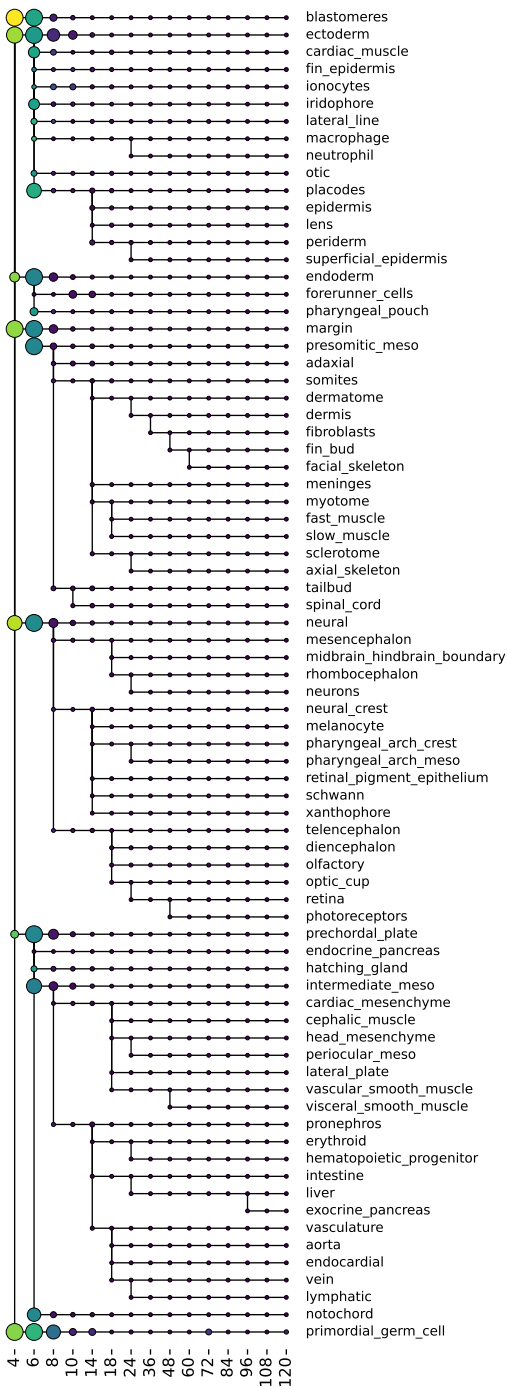 blastomeres
ectoderm
cardiac_muscle
fin_epidermis
ionocytes
iridophore
lateral_line
macrophage
neutrophil
otic
placodes
epidermis
lens
periderm
superficial_epidermis
endoderm
forerunner_cells
pharyngeal_pouch
margin
presomitic_meso
adaxial
somites
dermatome
dermis
fibroblasts
fin_bud
facial_skeleton
meninges
myotome
fast_muscle
slow_muscle
sclerotome
axial_skeleton
tailbud
spinal_cord
neural
mesencephalon
midbrain_hindbrain_boundary
rhombocephalon
neurons
neural_crest
melanocyte
pharyngeal_arch_crest
pharyngeal_arch_meso
retinal_pigment_epithelium
schwann
xanthophore
telencephalon
diencephalon
olfactory
optic_cup
retina
photoreceptors
prechordal_plate
endocrine_pancreas
hatching_gland
intermediate_meso
cardiac_mesenchyme
cephalic_muscle
head_mesenchyme
periocular_meso
lateral_plate
vascular_smooth_muscle
visceral_smooth_muscle
pronephros
erythroid
hematopoietic_progenitor
intestine
liver
exocrine_pancreas
vasculature
aorta
endocardial
vein
lymphatic
notochord
primordial_germ_cell
4 6 8 10 14 18 24 36 48 60 72 84 96 108 120